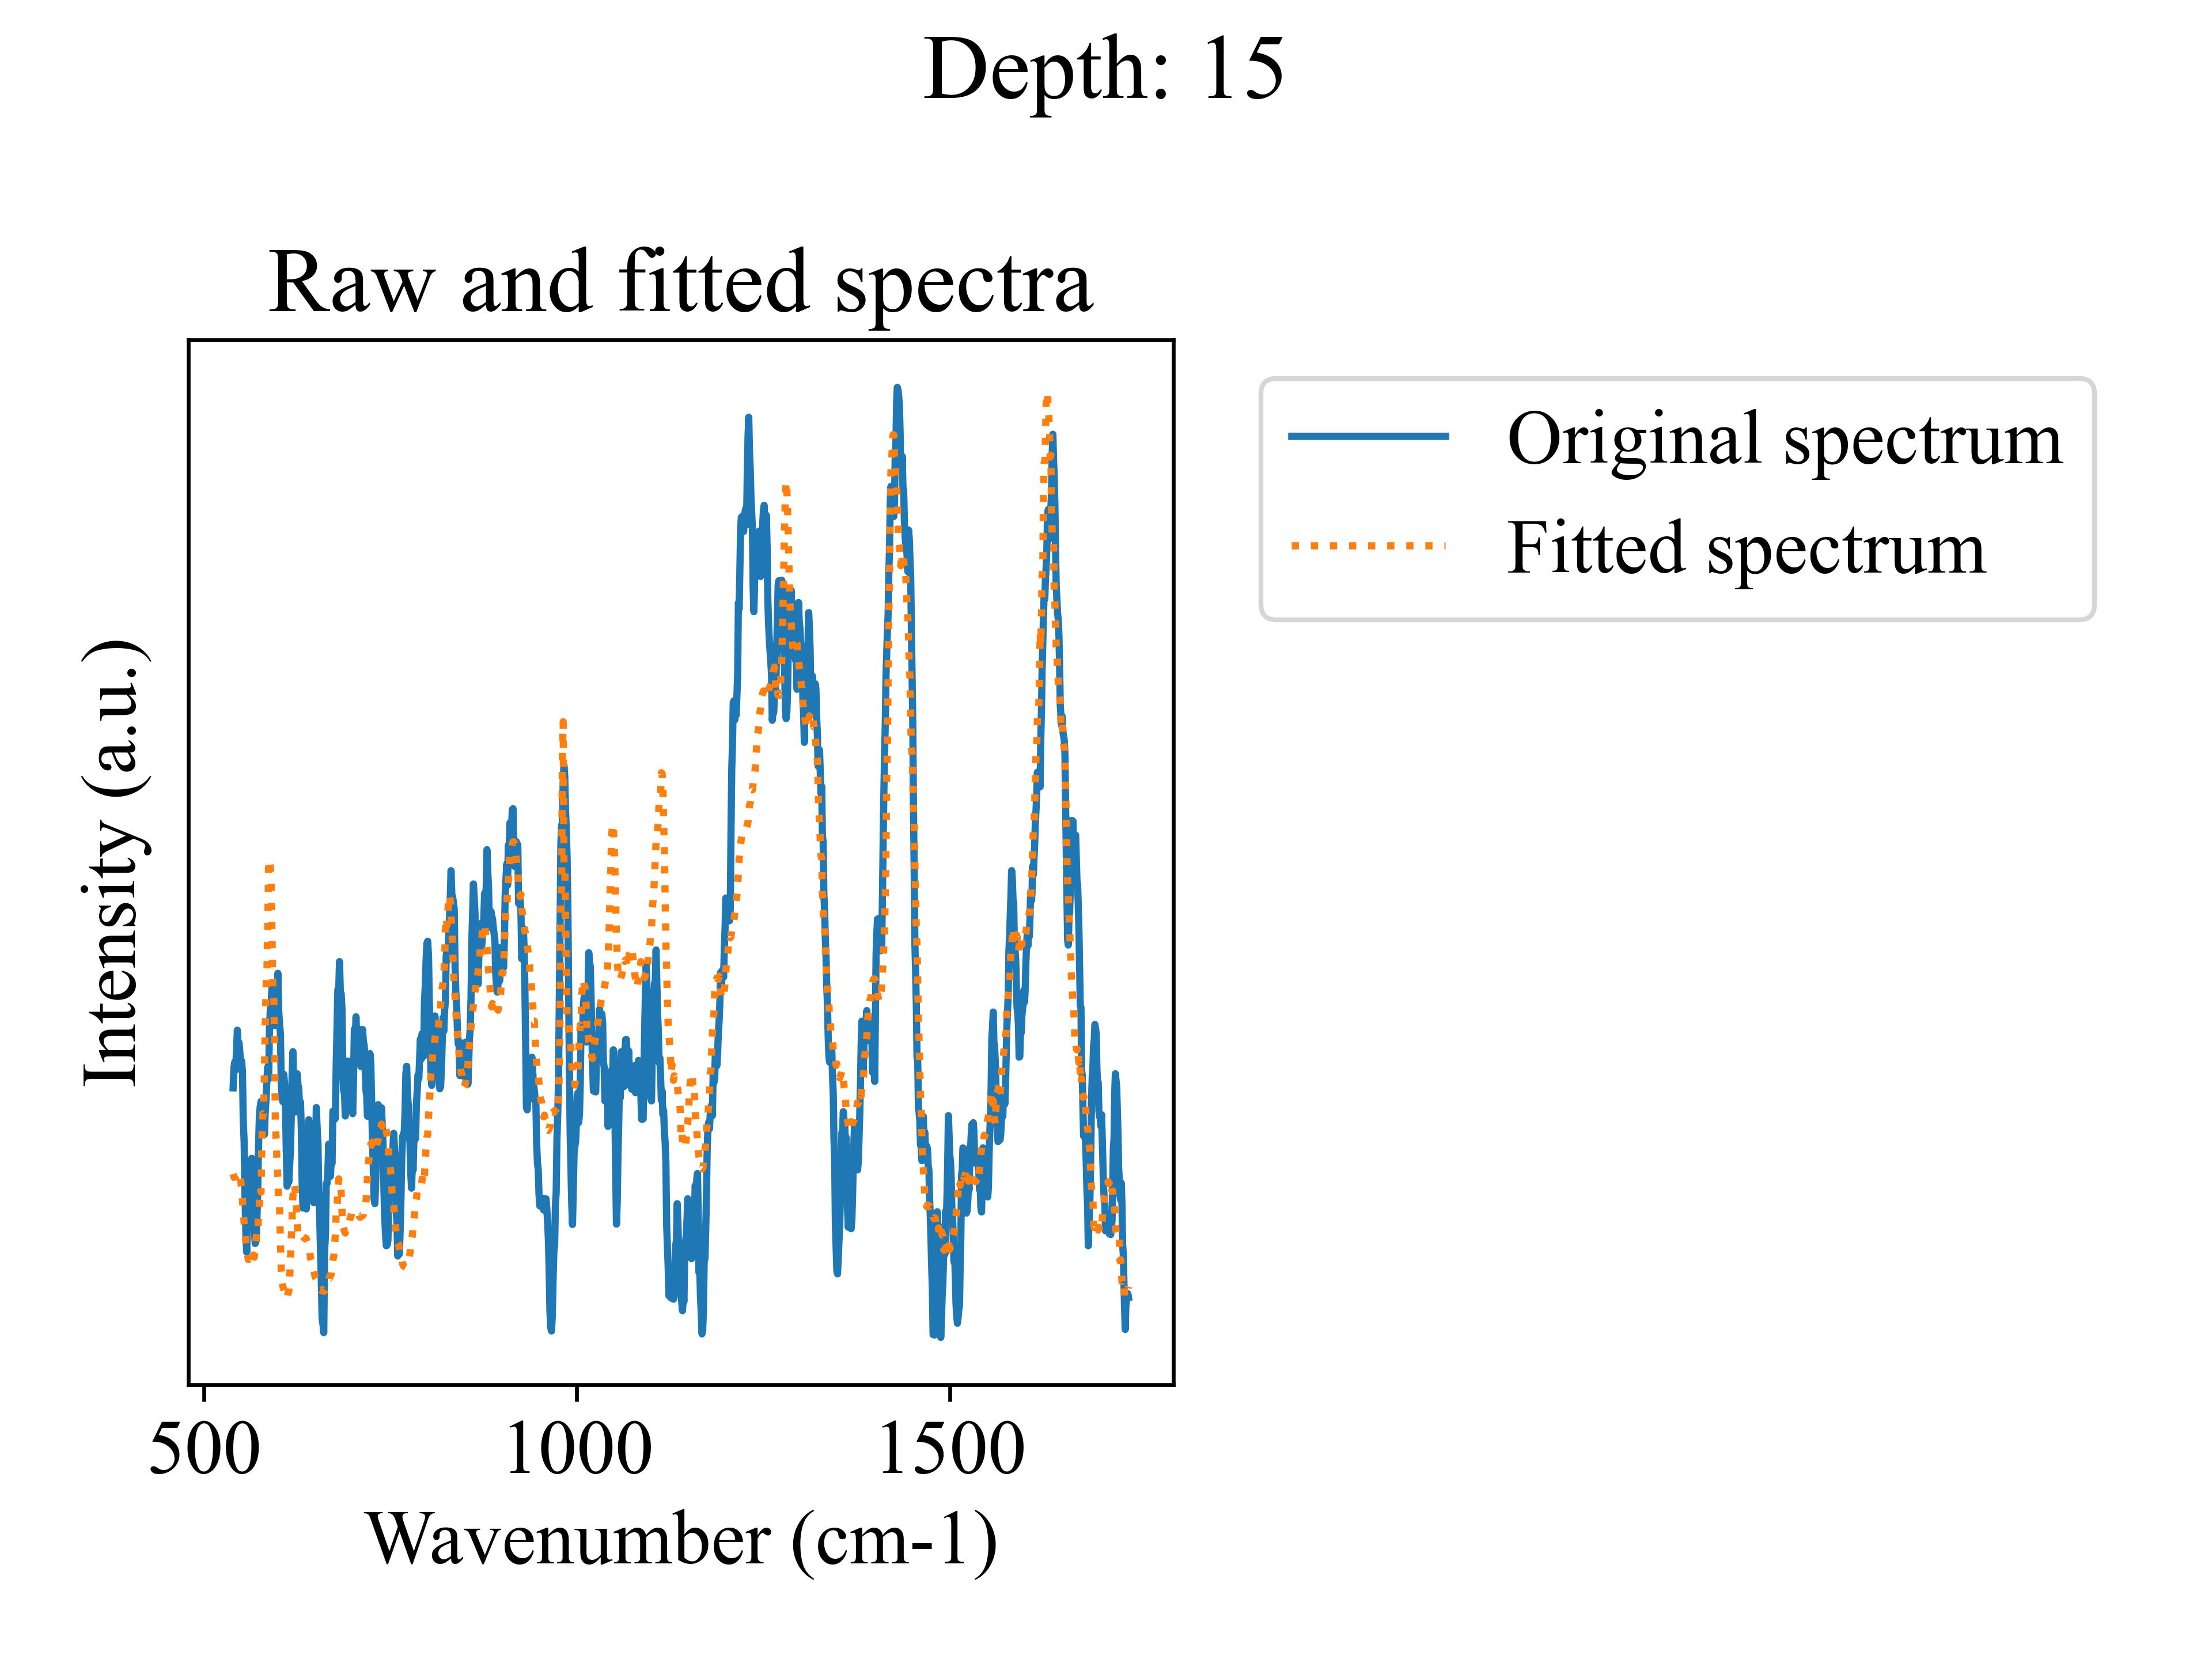 Depth: 15
Raw and fitted spectra
Original spectrum
Fitted spectrum
Intensity (a.u.)
500 1000 1500
Wavenumber (cm-1)